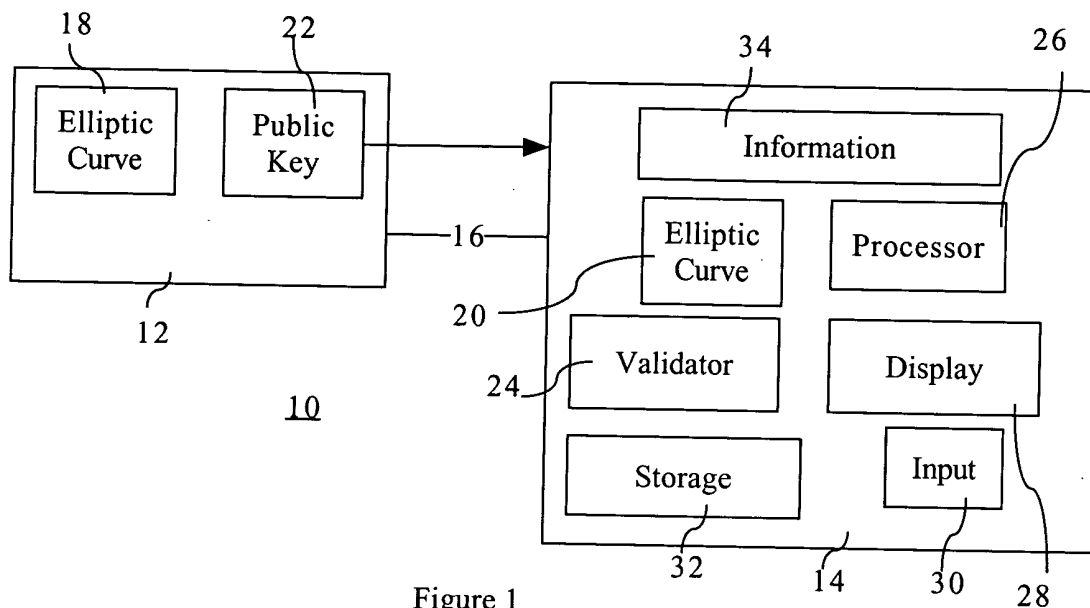 18
22
34
26
Elliptic
Curve
Public
Key
Information
16
Elliptic
Curve
Processor
12
20
Validator
Display
24
10
Storage
Input
32
14
30
28
Figure 1